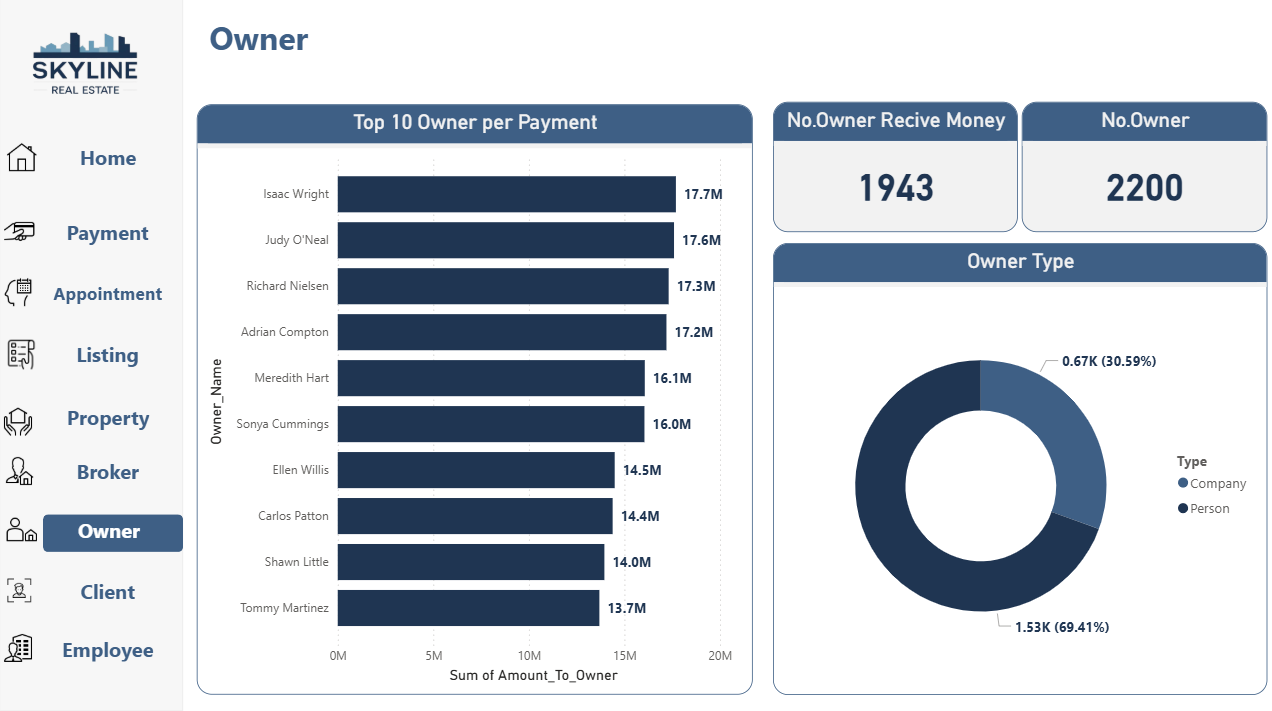 SKYLINE
REAL ESTATE
Home
Payment
Appointment
Listing
Property
Broker
Owner
Client
Employee
Owner
Top 10 Owner per Payment
Owner_Name
Isaac Wright 17.7M
Judy O'Neal 17.6M
Richard Nielsen 17.3M
Adrian Compton 17.2M
Meredith Hart 16.1M
Sonya Cummings 16.0M
Ellen Willis 14.5M
Carlos Patton 14.4M
Shawn Little 14.0M
Tommy Martinez 13.7M
0M 5M 10M 15M 20M
Sum of Amount_To_Owner
No.Owner Recive Money
1943
No.Owner
2200
Owner Type
0.67K (30.59%)
1.53K (69.41%)
Type
Company
Person